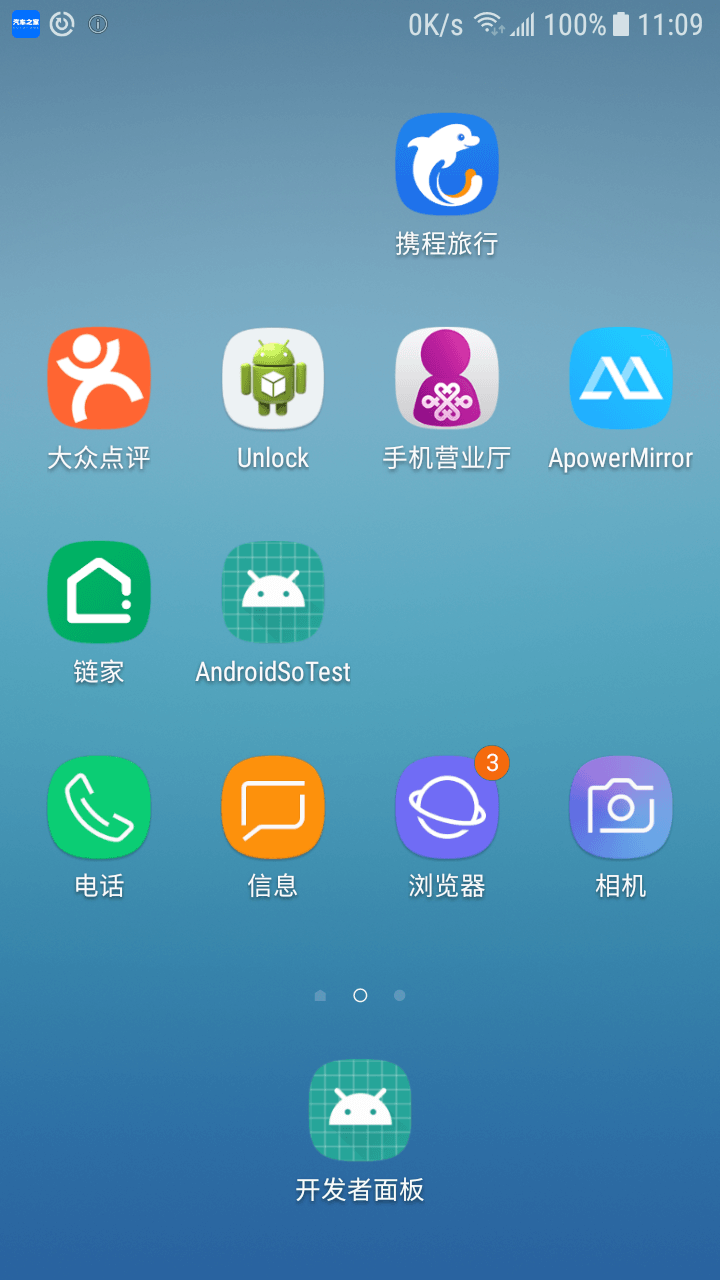 汽车之家
0K/s 100% 11:09
携程旅行
大众点评 Unlock 手机营业厅 ApowerMirror
链家 AndroidSoTest
3
电话 信息 浏览器 相机
开发者面板